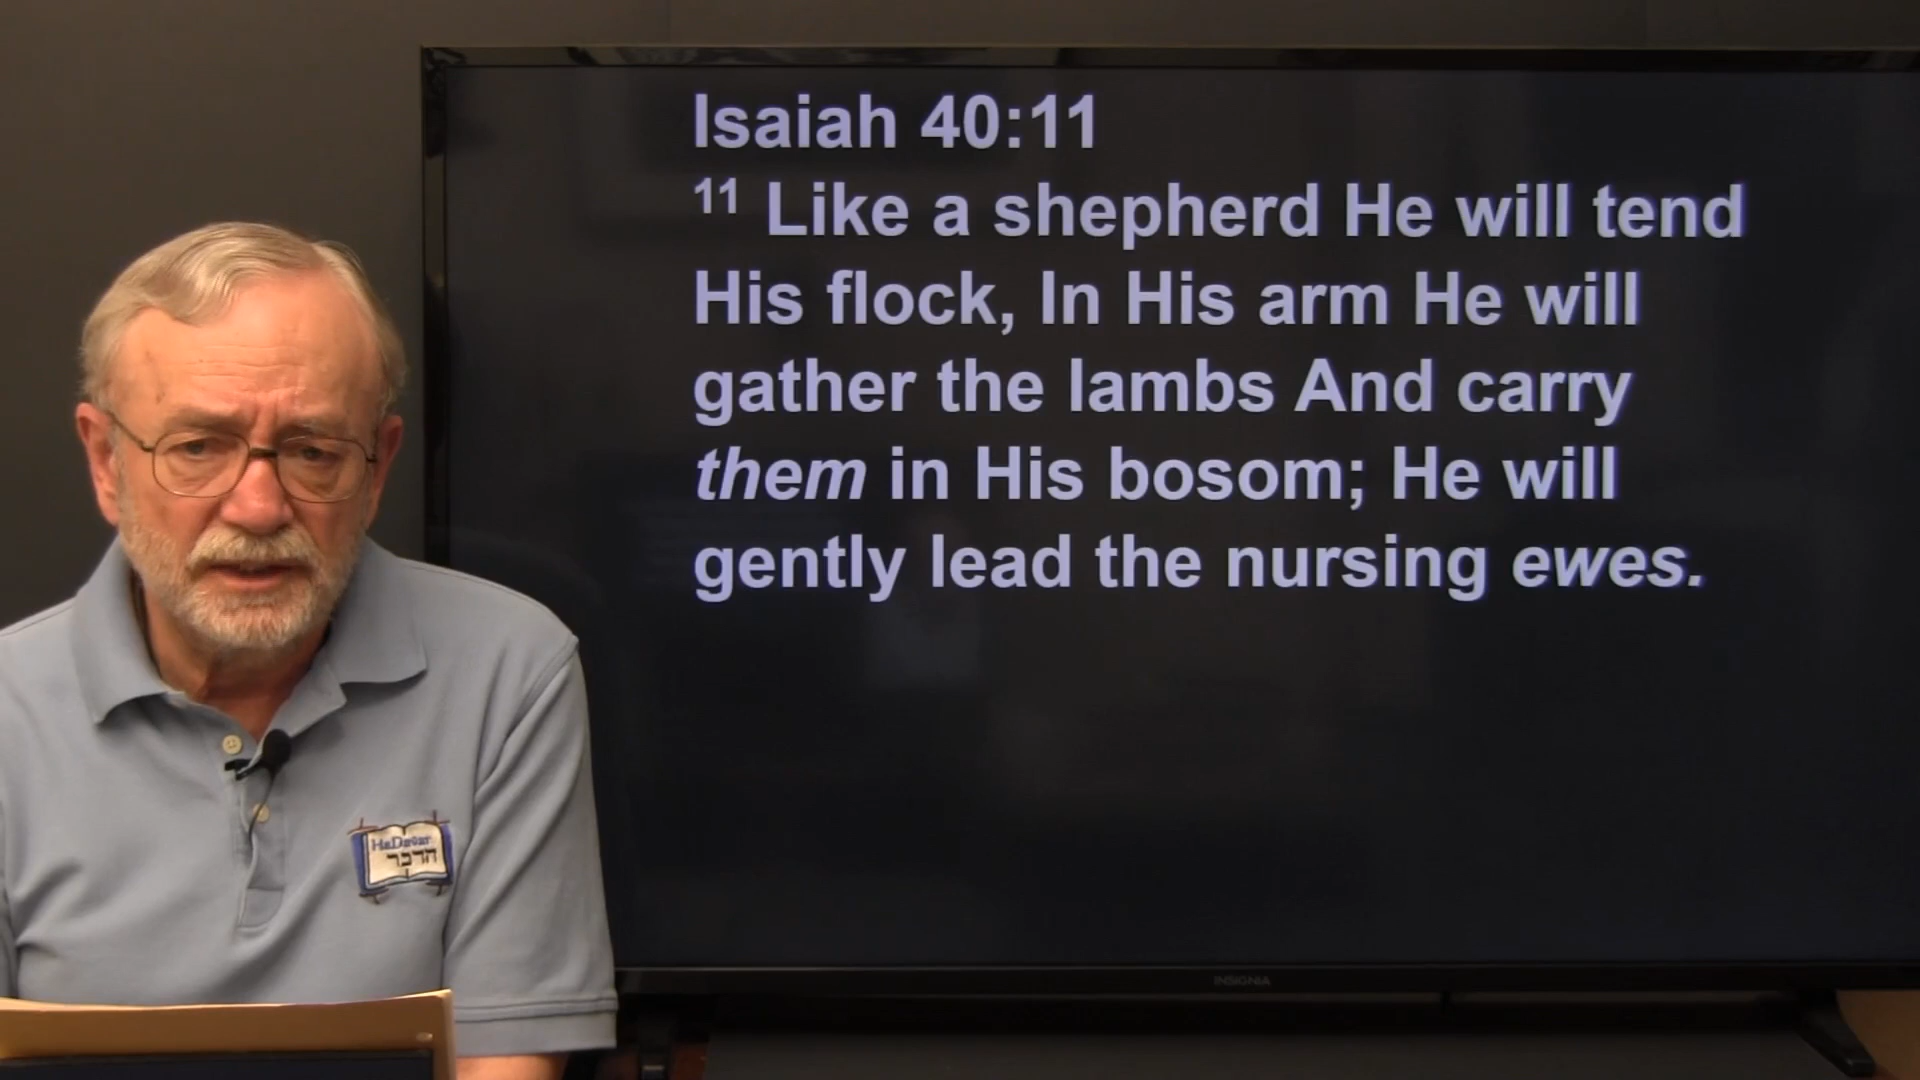 Isaiah 40:11
11 Like a shepherd He will tend
His flock, In His arm He will
gather the lambs And carry
them in His bosom; He will
gently lead the nursing ewes.
HaDavar
הדבר
INSIGNIA